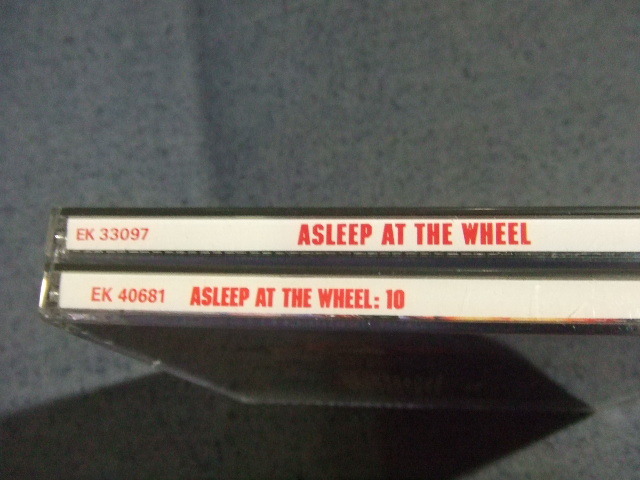 EK 33097 ASLEEP AT THE WHEEL
EK 40681 ASLEEP AT THE WHEEL: 10